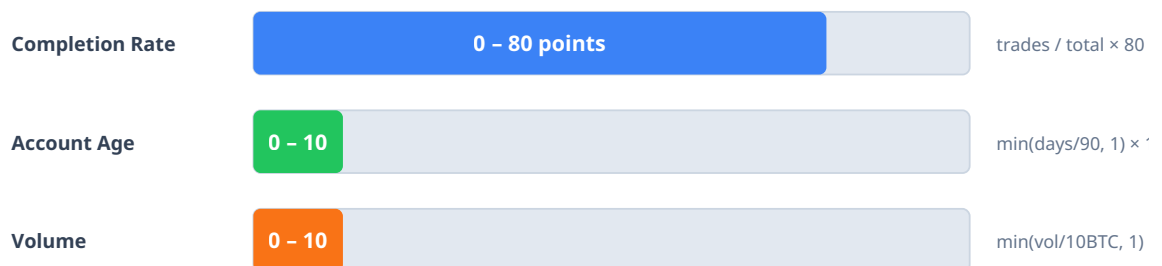 Completion Rate 0 – 80 points trades / total × 80
Account Age 0 – 10 min(days/90, 1) ×
Volume 0 – 10 min(vol/10BTC, 1)